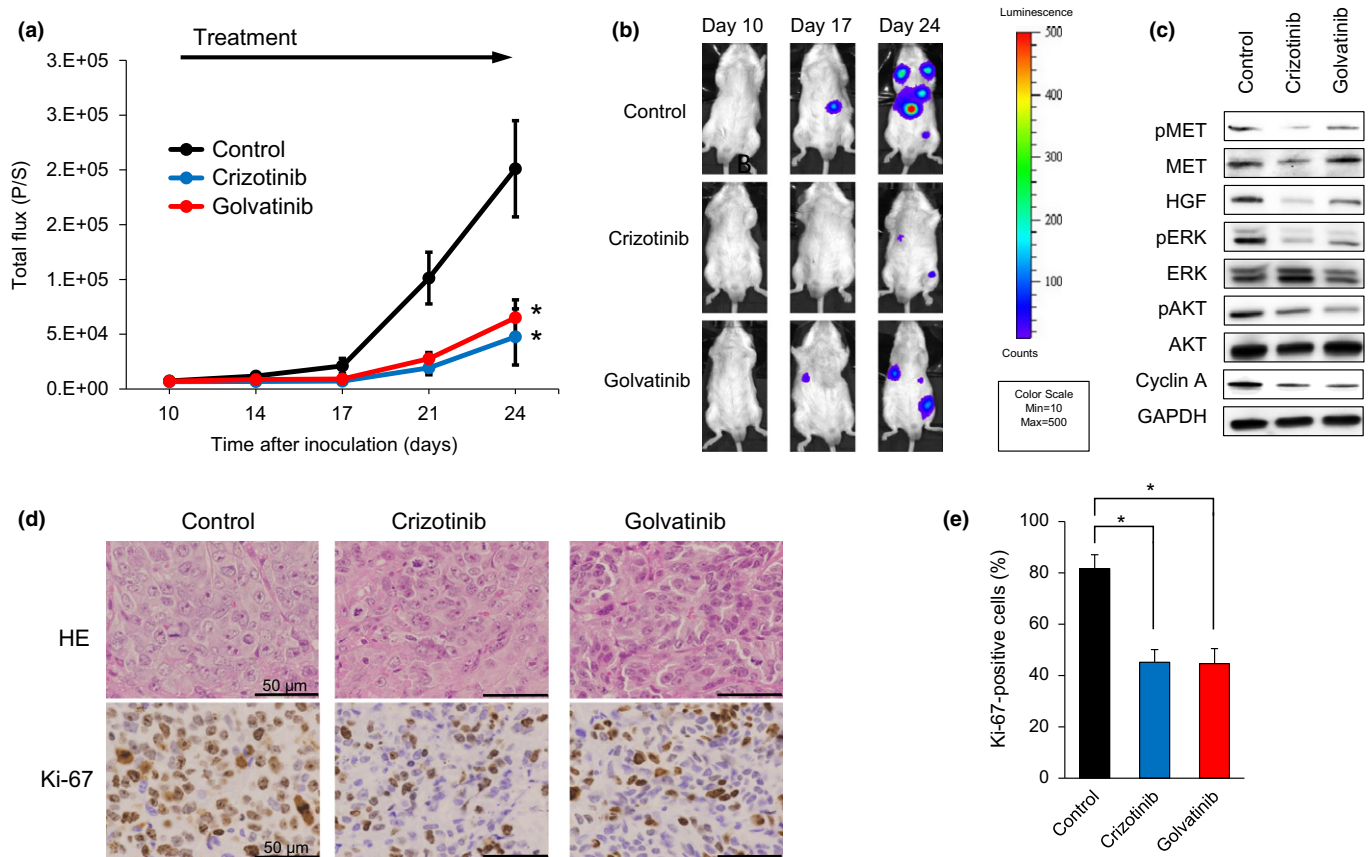 (a)
Treatment
3.E+05
2.E+05
2.E+05
1.E+05
5.E+04
0.E+00
Total flux (P/S)
Control
Crizotinib
Golvatinib
*
*
10 14 17 21 24
Time after inoculation (days)
(b)
Day 10 Day 17 Day 24
Control
B
Crizotinib
Golvatinib
Luminescence
500
400
300
200
100
Counts
Color Scale
Min=10
Max=500
(c)
Control Crizotinib Golvatinib
pMET
MET
HGF
pERK
ERK
pAKT
AKT
Cyclin A
GAPDH
(d)
Control Crizotinib Golvatinib
HE
50 µm
Ki-67
50 µm
(e)
*
*
100
80
60
40
20
0
Ki-67-positive cells (%)
Control Crizotinib Golvatinib